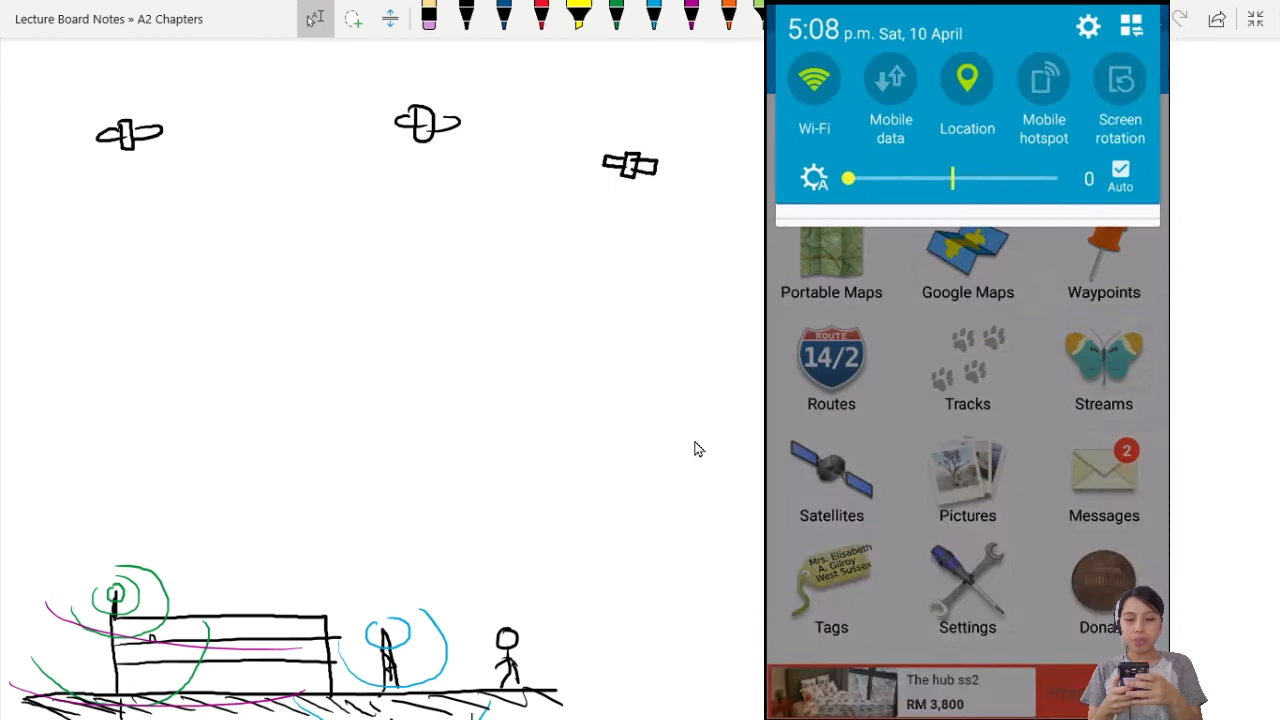 Lecture Board Notes » A2 Chapters
5:08 p.m. Sat, 10 April
Wi-Fi
Mobile data
Location
Mobile hotspot
Screen rotation
A
0
Auto
Portable Maps
Google Maps
Waypoints
ROUTE
14/2
Routes
Tracks
Streams
2
Satellites
Pictures
Messages
Mrs. Elisabeth
A. Gilroy
West Sussex
Tags
Settings
The hub ss2
RM 3,800